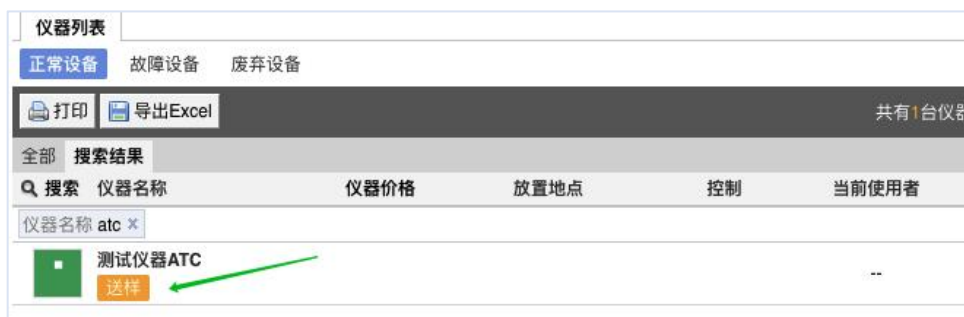 仪器列表
正常设备 故障设备 废弃设备
打印 导出Excel 共有1台仪器
全部 搜索结果
搜索 仪器名称 仪器价格 放置地点 控制 当前使用者
仪器名称 atc ×
测试仪器ATC
送样 --